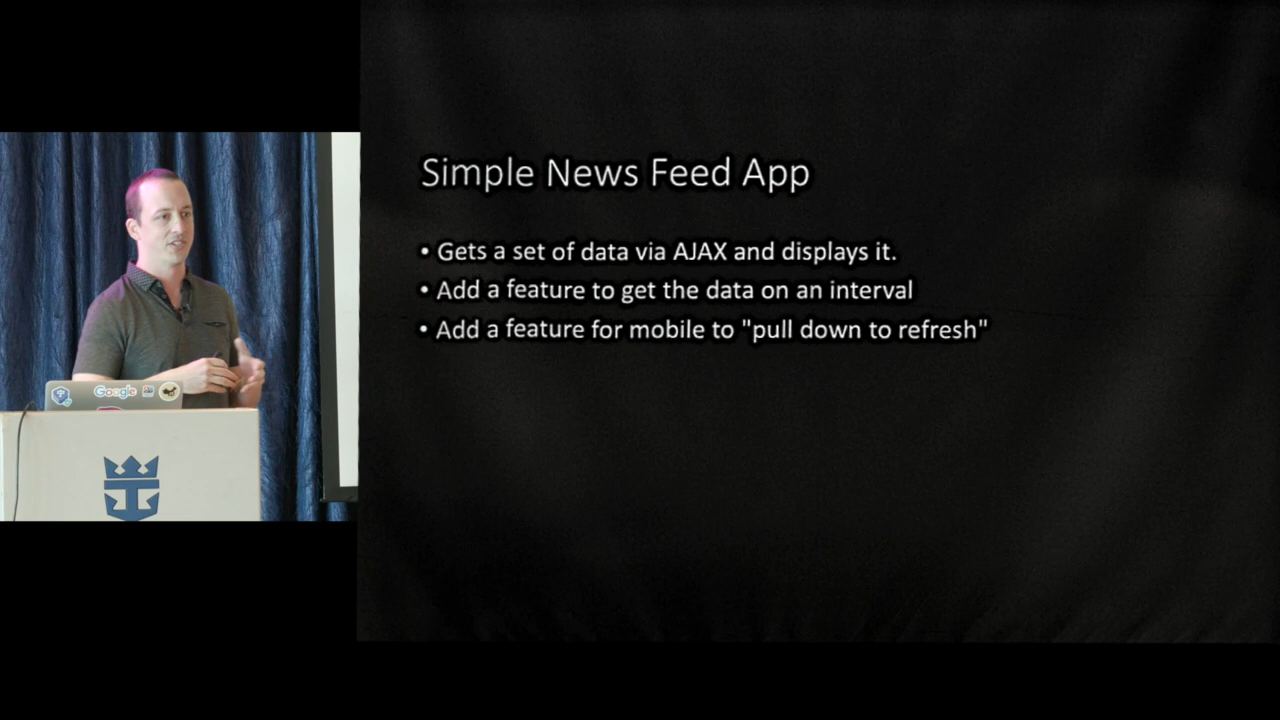 Simple News Feed App
• Gets a set of data via AJAX and displays it.
• Add a feature to get the data on an interval
• Add a feature for mobile to "pull down to refresh"
Google